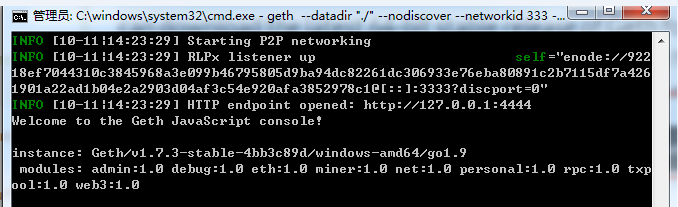 管理员: C:\windows\system32\cmd.exe - geth  --datadir "./" --nodiscover --networkid 333 -...
INFO [10-11|14:23:29] Starting P2P networking
INFO [10-11|14:23:29] RLPx listener up                         self="enode://922
18ef7044310c3845968a3e099b46795805d9ba94dc82261dc306933e76eba80891c2b7115df7a426
1901a22ad1b04e2a2903d04af3c54e920afa3852978c1@[::]:3333?discport=0"
INFO [10-11|14:23:29] HTTP endpoint opened: http://127.0.0.1:4444
Welcome to the Geth JavaScript console!

instance: Geth/v1.7.3-stable-4bb3c89d/windows-amd64/go1.9
 modules: admin:1.0 debug:1.0 eth:1.0 miner:1.0 net:1.0 personal:1.0 rpc:1.0 txp
ool:1.0 web3:1.0